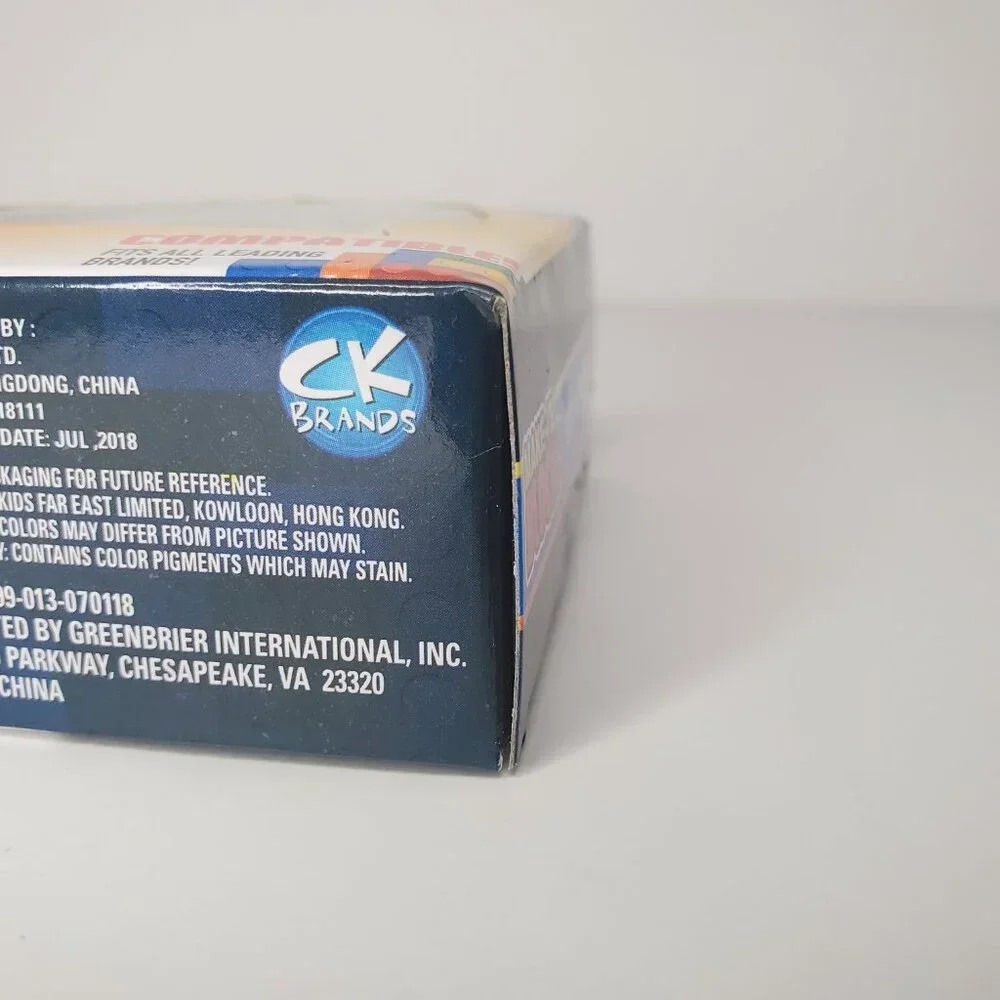 COMPATIBLE!
FITS ALL LEADING
BRANDS!
BY :
TD.
GDONG, CHINA
18111
DATE: JUL ,2018
CK
BRANDS
KAGING FOR FUTURE REFERENCE.
KIDS FAR EAST LIMITED, KOWLOON, HONG KONG.
COLORS MAY DIFFER FROM PICTURE SHOWN.
Y: CONTAINS COLOR PIGMENTS WHICH MAY STAIN.
99-013-070118
TED BY GREENBRIER INTERNATIONAL, INC.
PARKWAY, CHESAPEAKE, VA 23320
CHINA